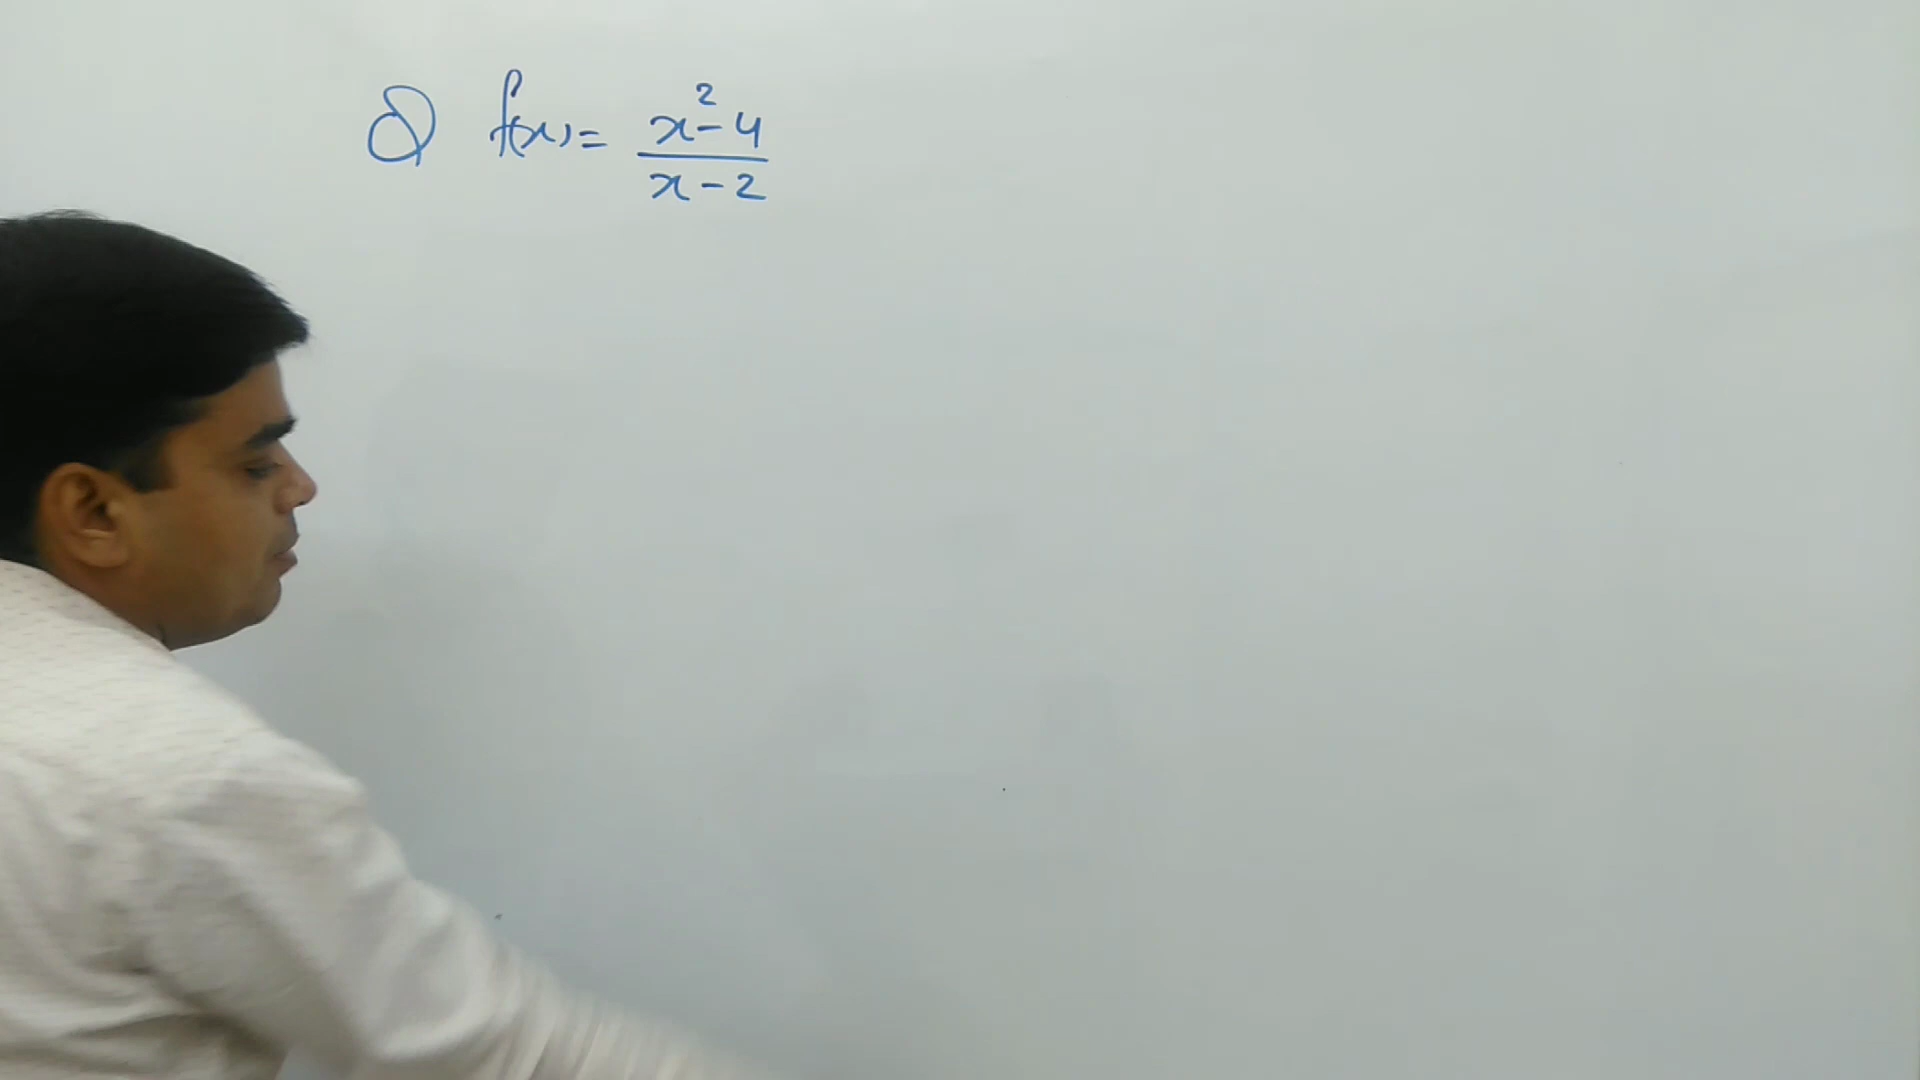 Q f(x) = x²-4 / x-2